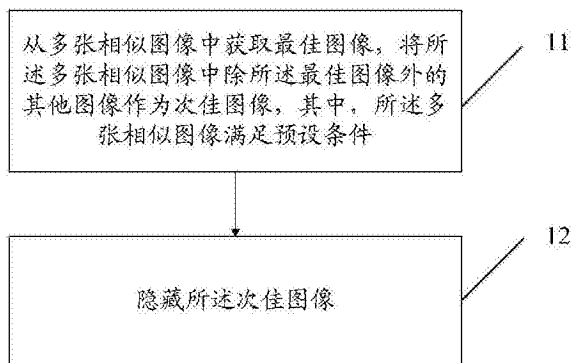 从多张相似图像中获取最佳图像，将所
述多张相似图像中除所述最佳图像外的
其他图像作为次佳图像，其中，所述多
张相似图像满足预设条件
11
隐藏所述次佳图像
12